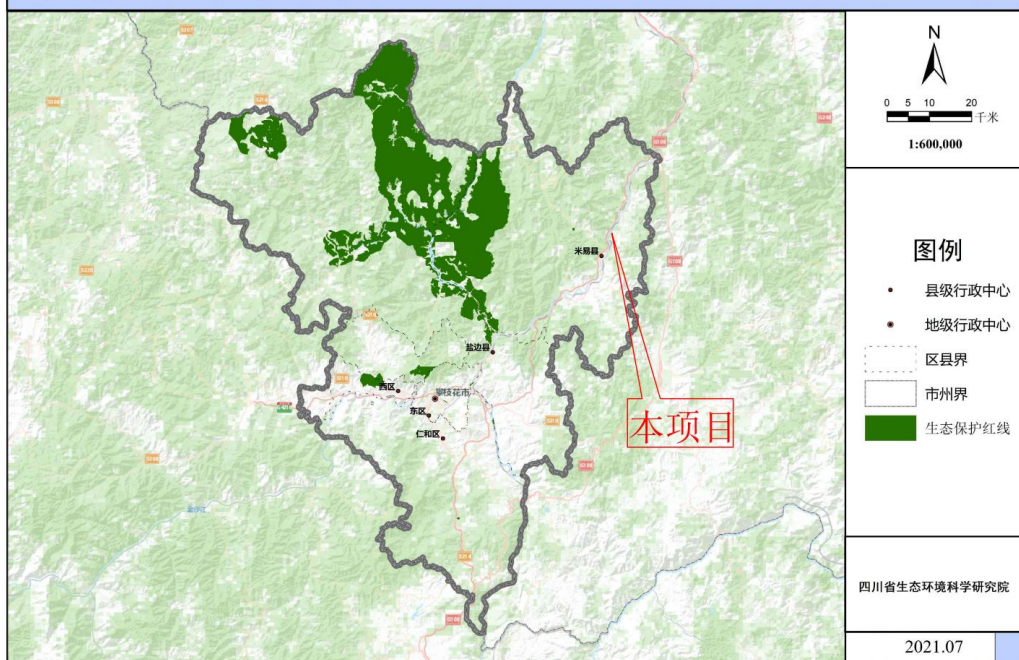 N
0 5 10 20
千米
1:600,000
图例
县级行政中心
地级行政中心
区县界
市州界
生态保护红线
四川省生态环境科学研究院
2021.07
米易县
盐边县
西区
攀枝花市
东区
仁和区
本项目
金沙江